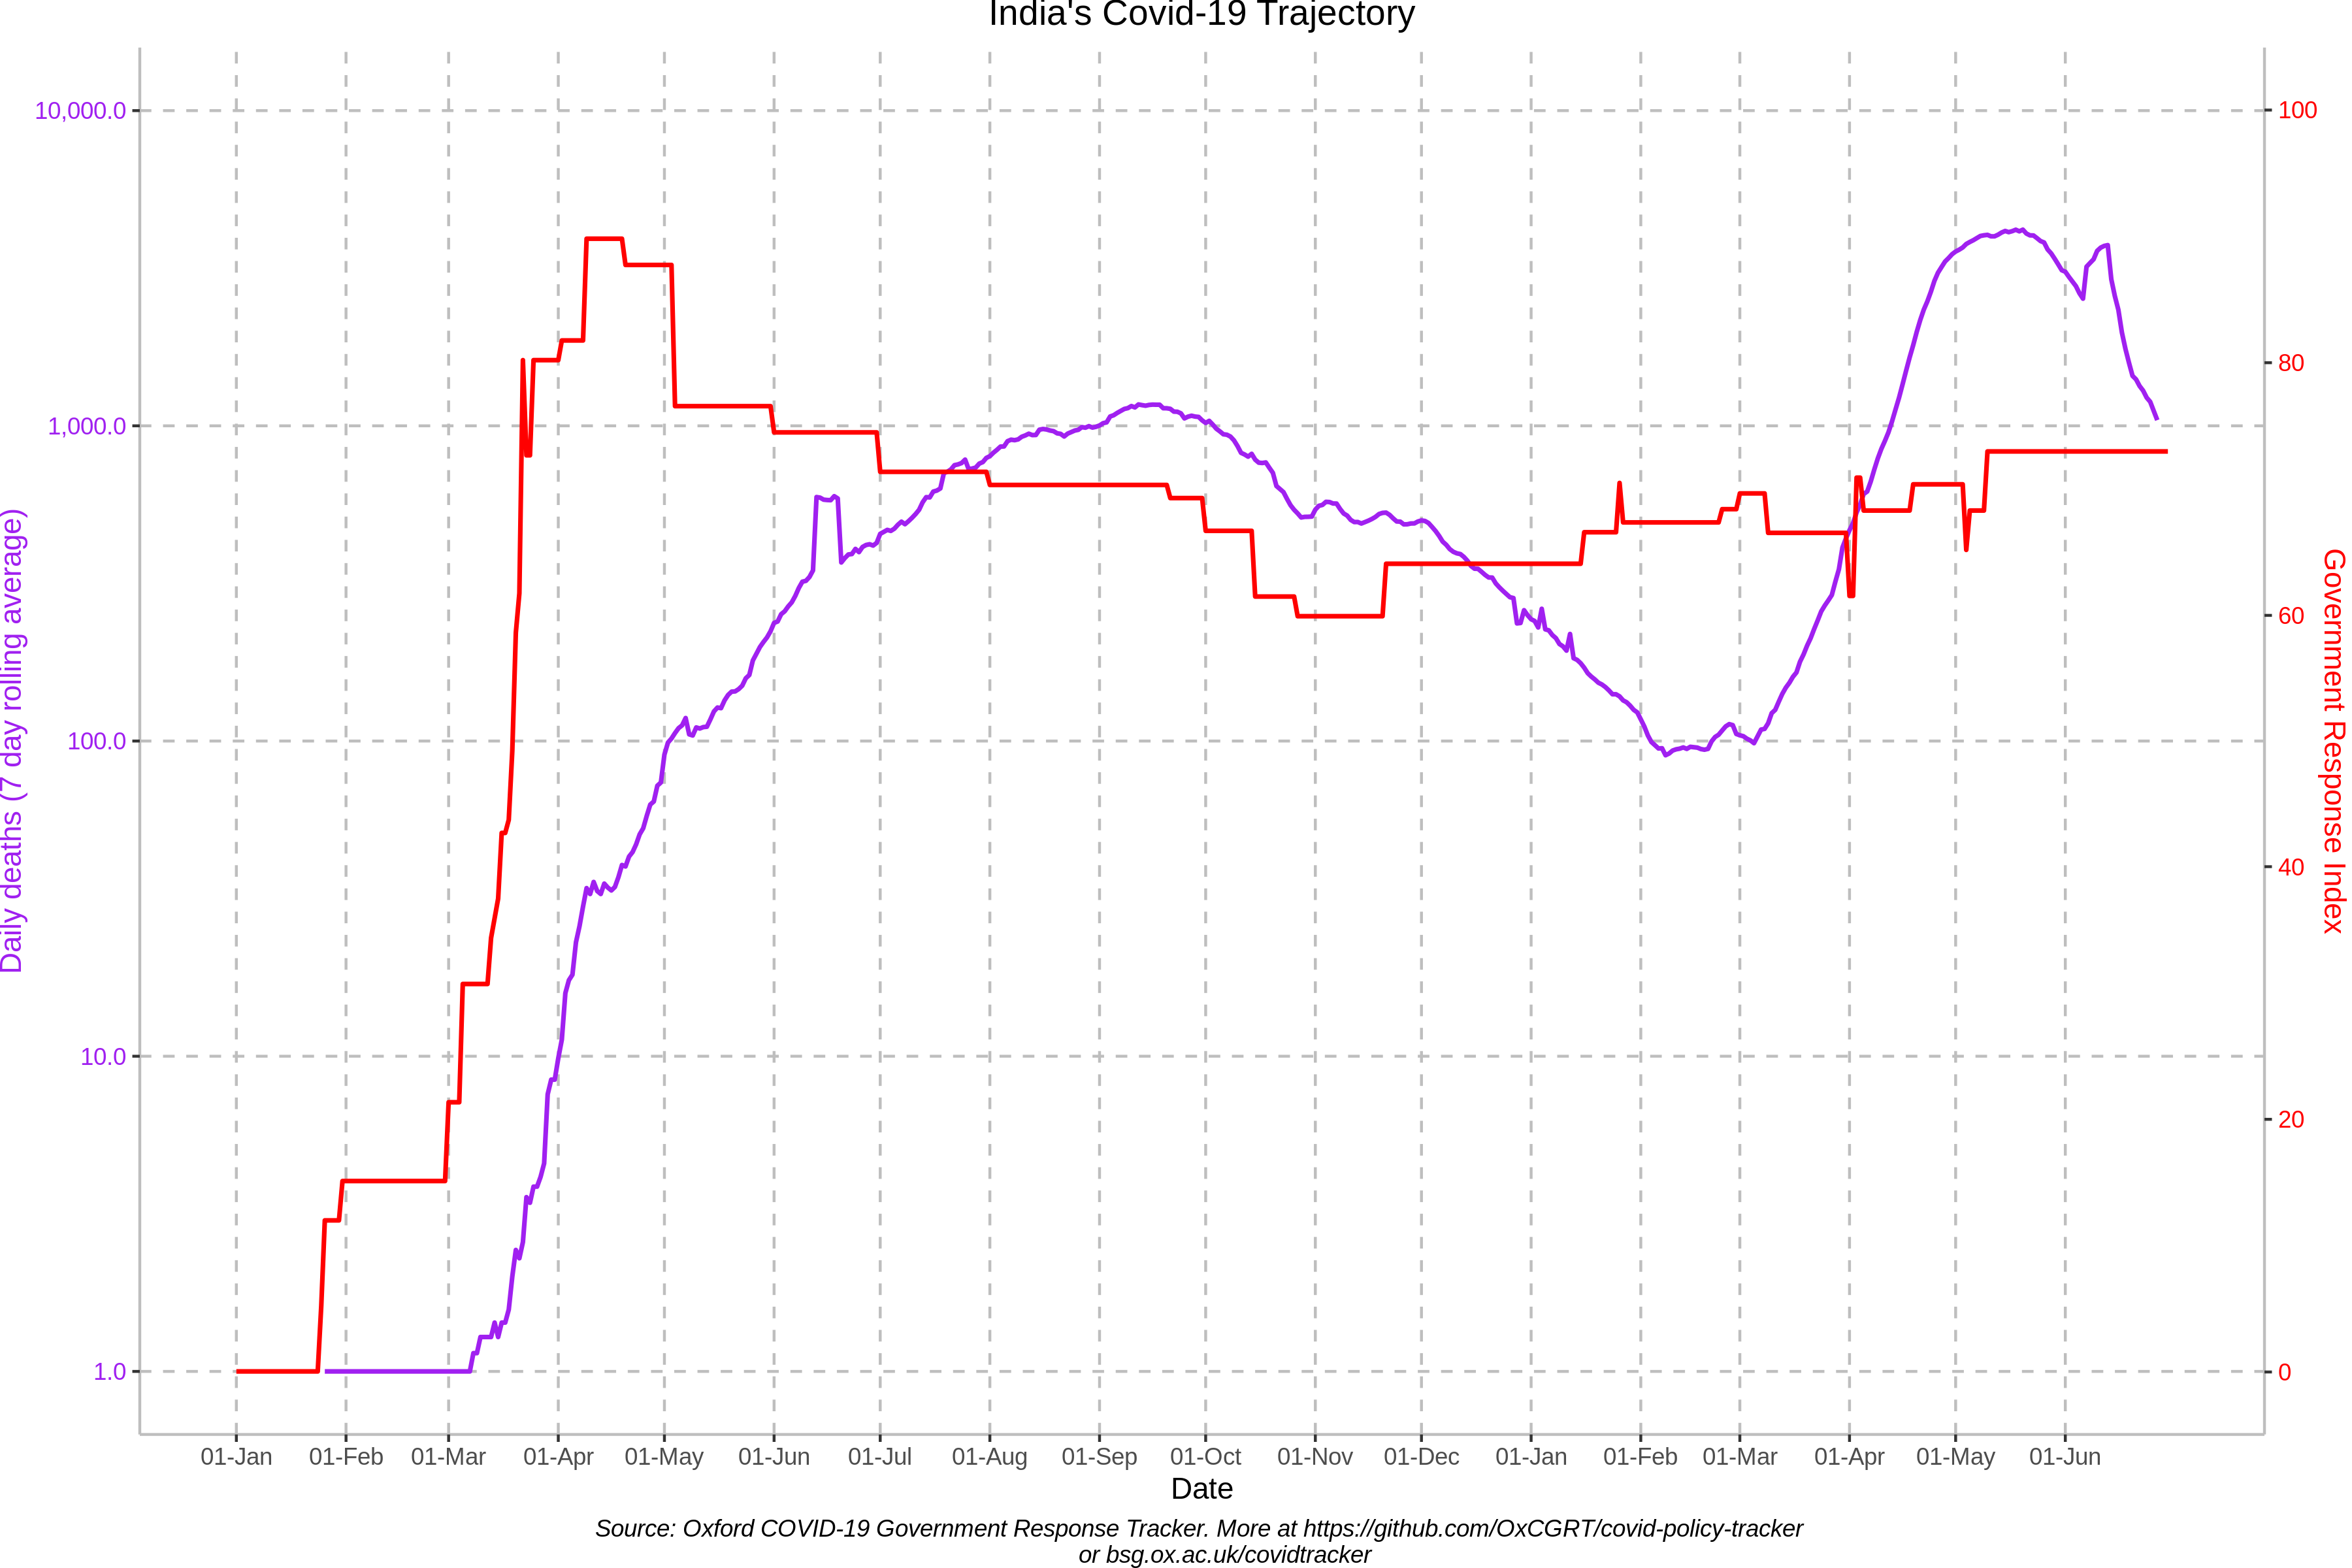 India's Covid-19 Trajectory
10,000.0
1,000.0
100.0
10.0
1.0
Daily deaths (7 day rolling average)
100
80
60
40
20
0
Government Response Index
01-Jan 01-Feb 01-Mar 01-Apr 01-May 01-Jun 01-Jul 01-Aug 01-Sep 01-Oct 01-Nov 01-Dec 01-Jan 01-Feb 01-Mar 01-Apr 01-May 01-Jun
Date
Source: Oxford COVID-19 Government Response Tracker. More at https://github.com/OxCGRT/covid-policy-tracker
or bsg.ox.ac.uk/covidtracker